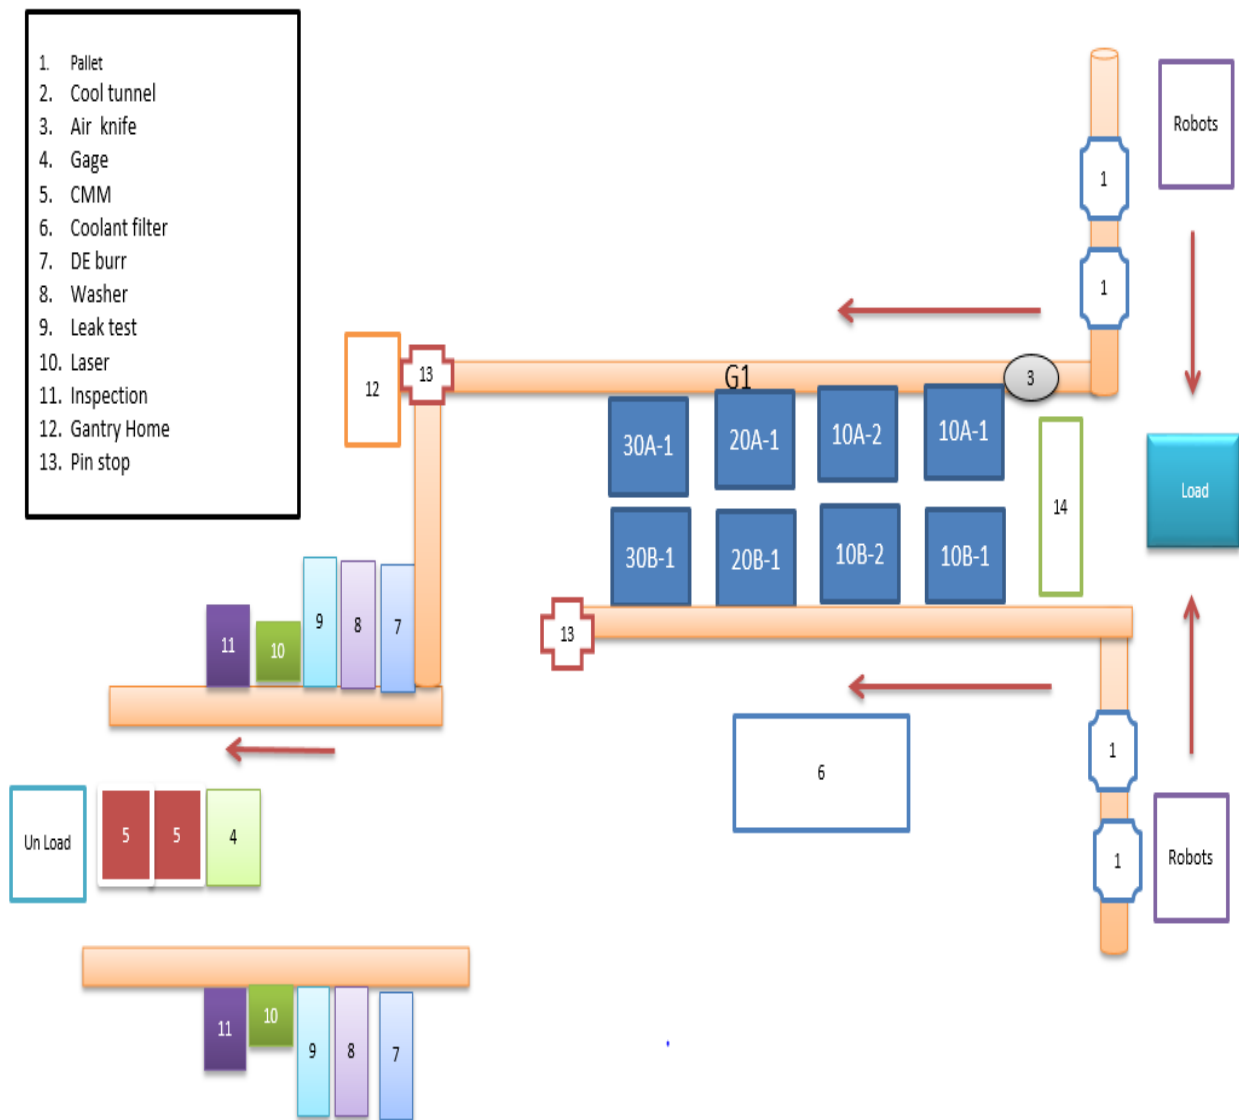 1. Pallet
2. Cool tunnel
3. Air knife
4. Gage
5. CMM
6. Coolant filter
7. DE burr
8. Washer
9. Leak test
10. Laser
11. Inspection
12. Gantry Home
13. Pin stop
Robots
1
1
12
13
G1
3
30A-1
20A-1
10A-2
10A-1
14
Load
30B-1
20B-1
10B-2
10B-1
13
11
10
9
8
7
6
1
1
Robots
Un Load
5
5
4
11
10
9
8
7